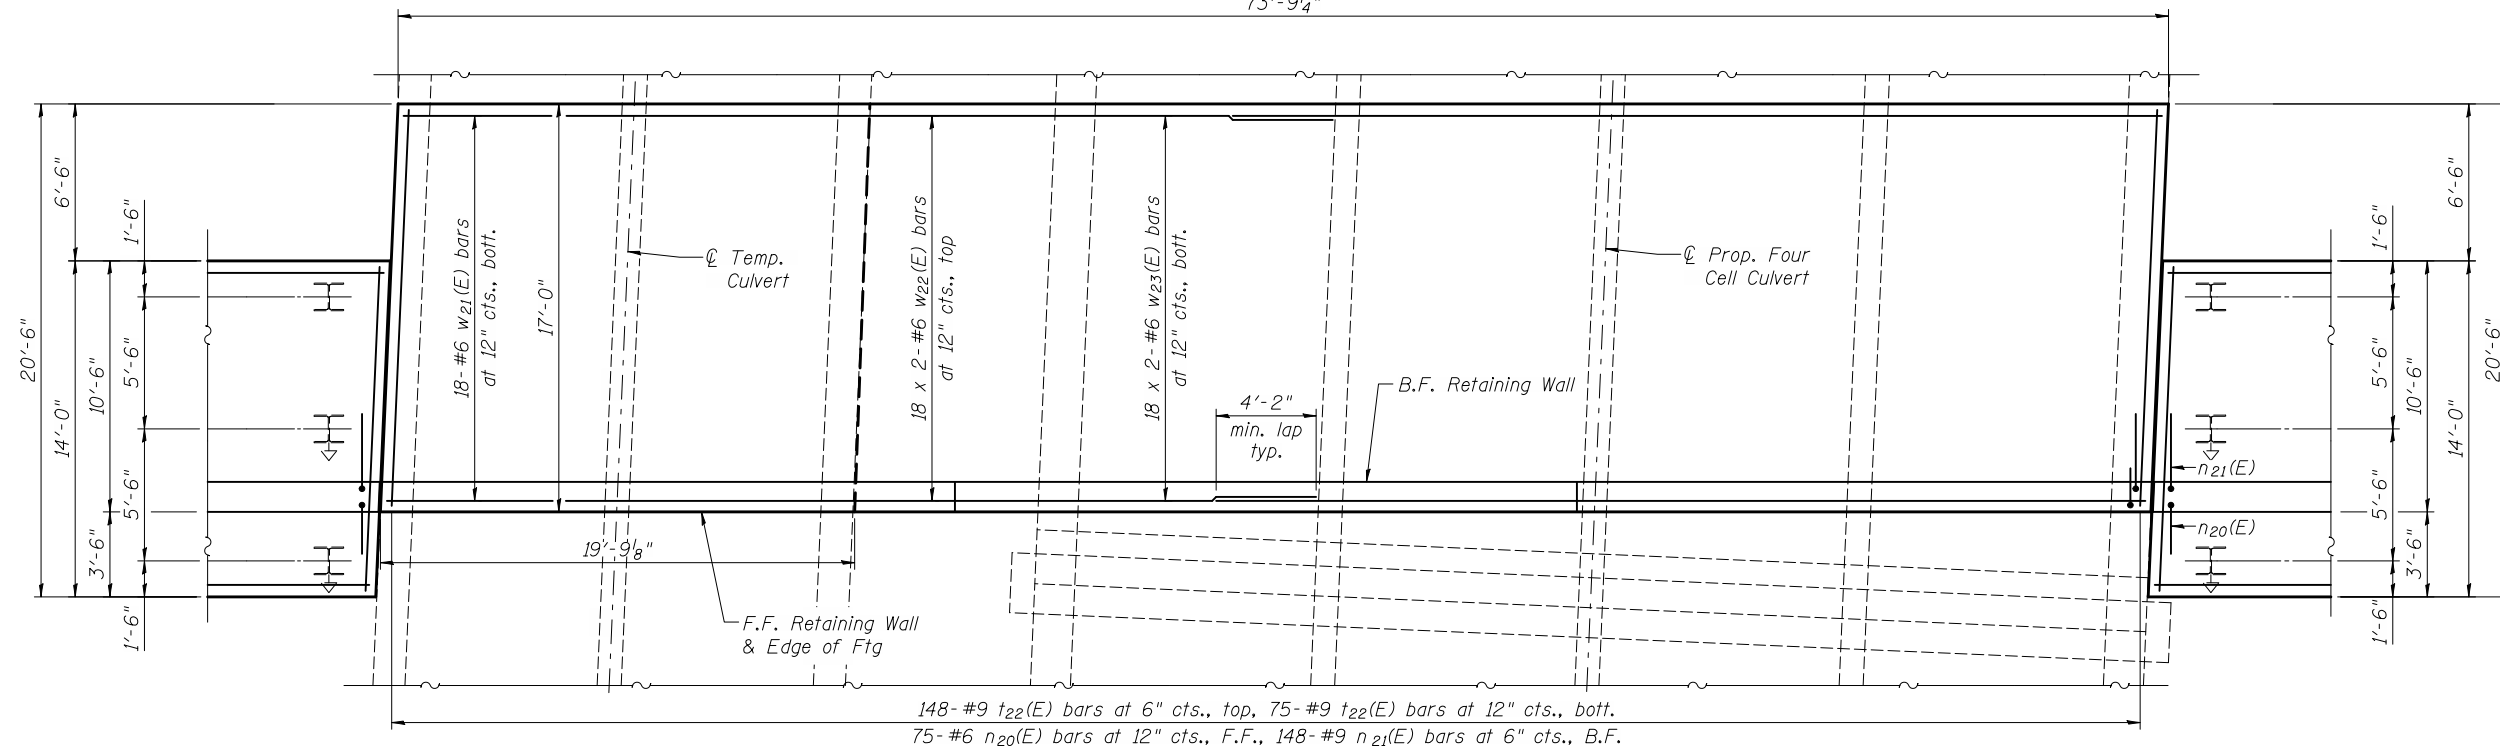 73'-9 1/4"
6'-6"
1'-6"
20'-6"
14'-0"
10'-6"
5'-6"
5'-6"
3'-6"
1'-6"
18-#6 w21(E) bars
at 12" cts., bott.
17'-0"
℄ Temp.
Culvert
18 x 2-#6 w22(E) bars
at 12" cts., top
18 x 2-#6 w23(E) bars
at 12" cts., bott.
4'-2"
min. lap
typ.
B.F. Retaining Wall
℄ Prop. Four
Cell Culvert
19'-9 1/8"
F.F. Retaining Wall
& Edge of Ftg
n21(E)
n20(E)
6'-6"
1'-6"
5'-6"
10'-6"
20'-6"
14'-0"
5'-6"
3'-6"
1'-6"
148-#9 t22(E) bars at 6" cts., top, 75-#9 t22(E) bars at 12" cts., bott.
75-#6 n20(E) bars at 12" cts., F.F., 148-#9 n21(E) bars at 6" cts., B.F.